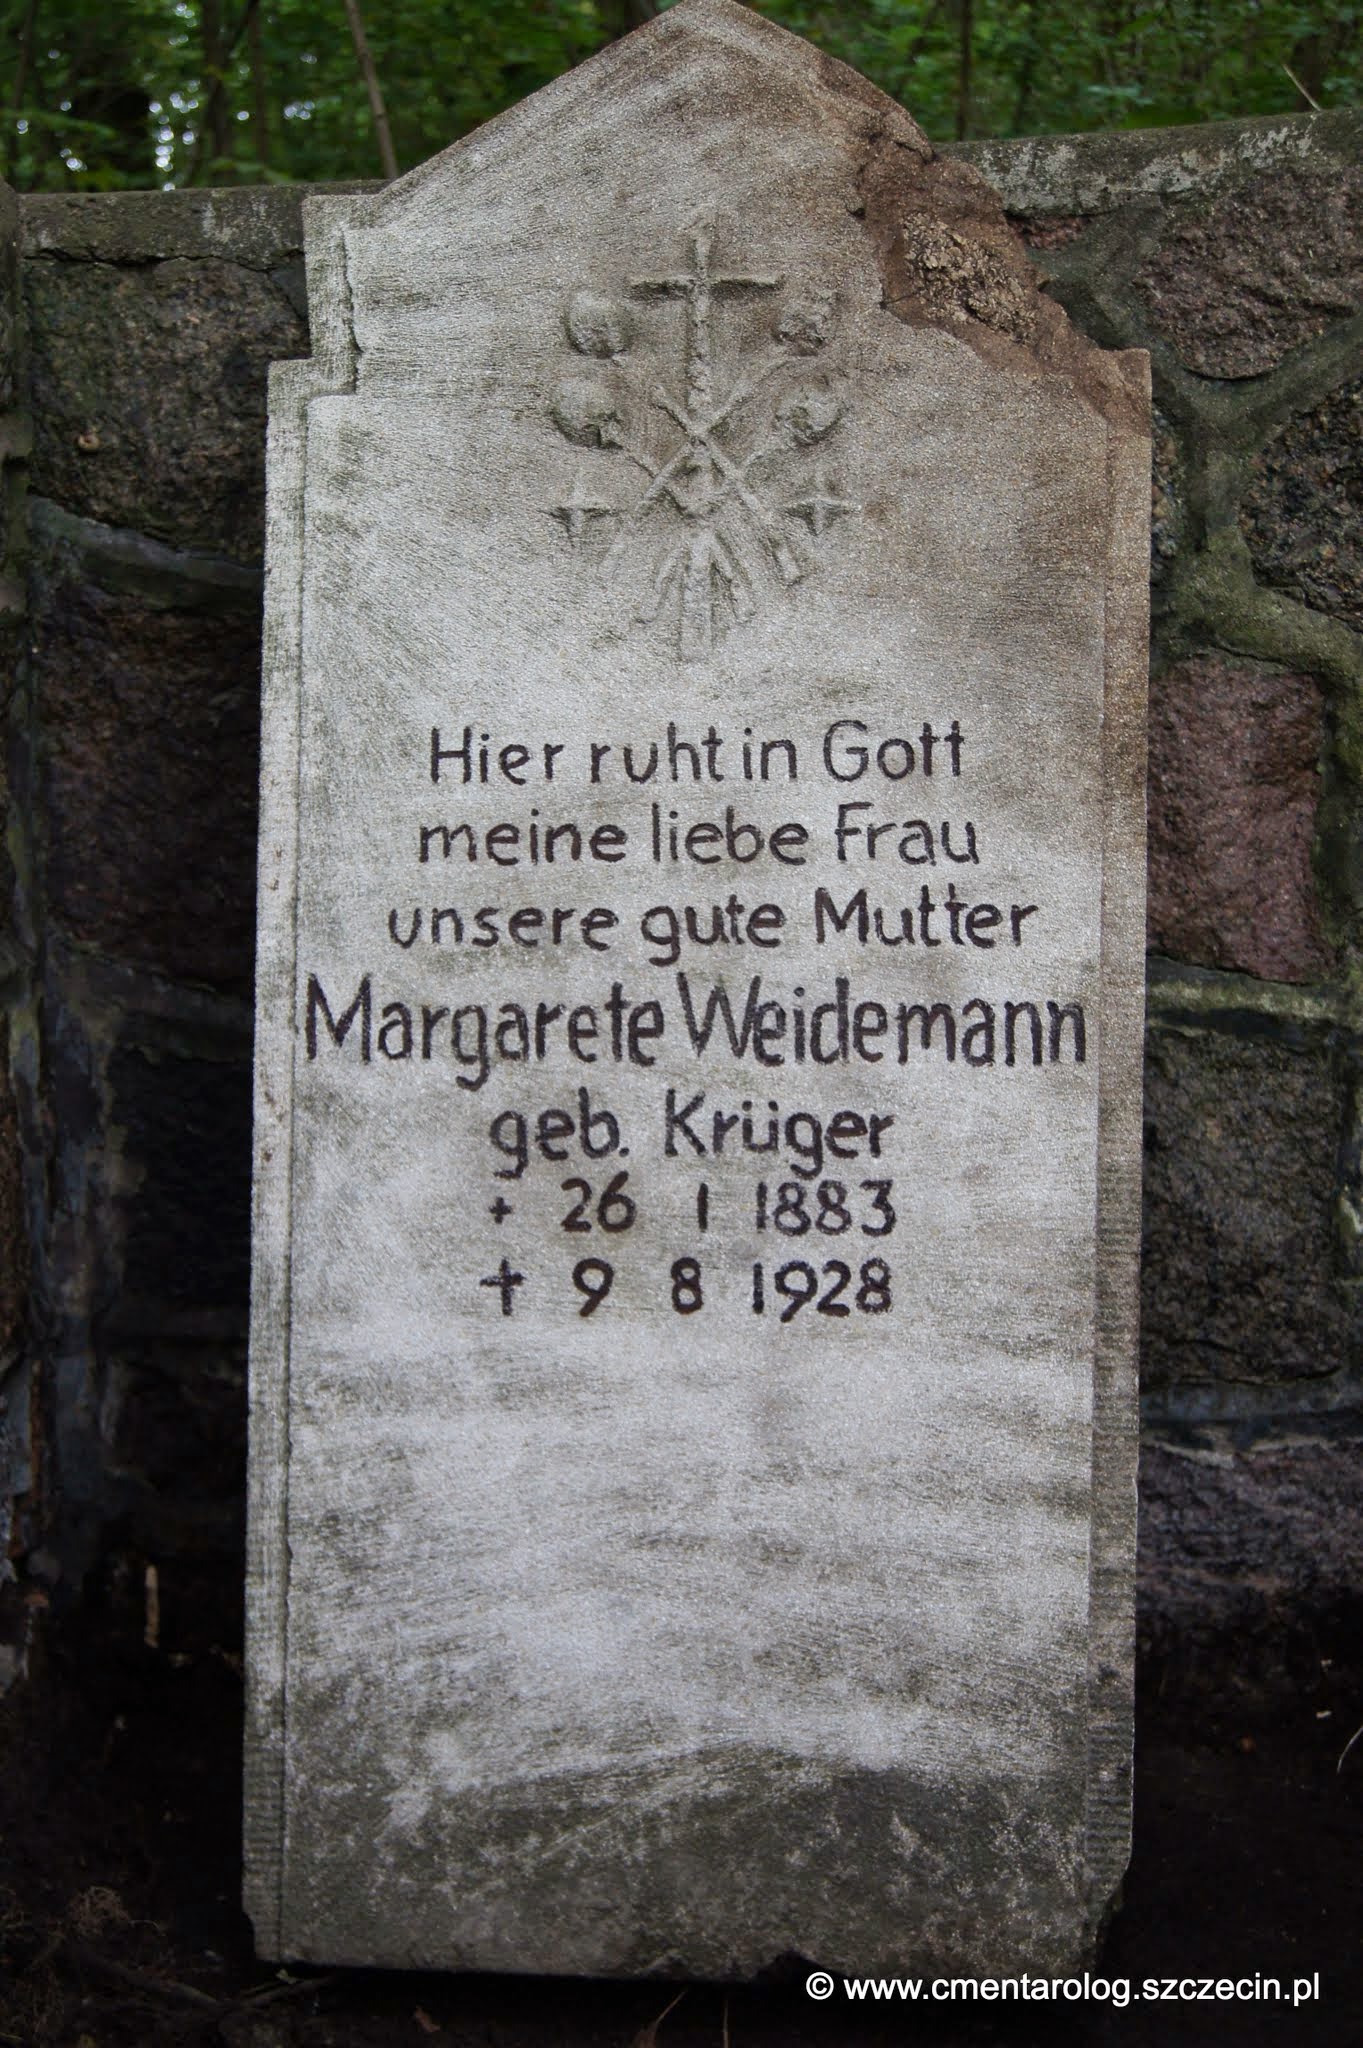 Hier ruht in Gott
meine liebe Frau
unsere gute Mutter
Margarete Weidemann
geb. Krüger
* 26 1 1883
† 9 8 1928
© www.cmentarolog.szczecin.pl